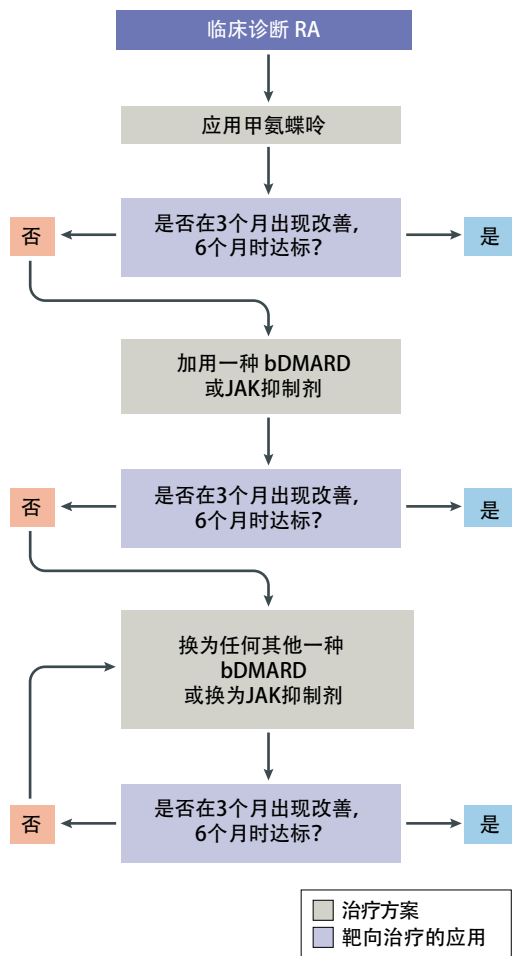 临床诊断 RA
应用甲氨蝶呤
是否在3个月出现改善,
6个月时达标?
否
是
加用一种 bDMARD
或JAK抑制剂
是否在3个月出现改善,
6个月时达标?
否
是
换为任何其他一种
bDMARD
或换为JAK抑制剂
是否在3个月出现改善,
6个月时达标?
否
是
治疗方案
靶向治疗的应用